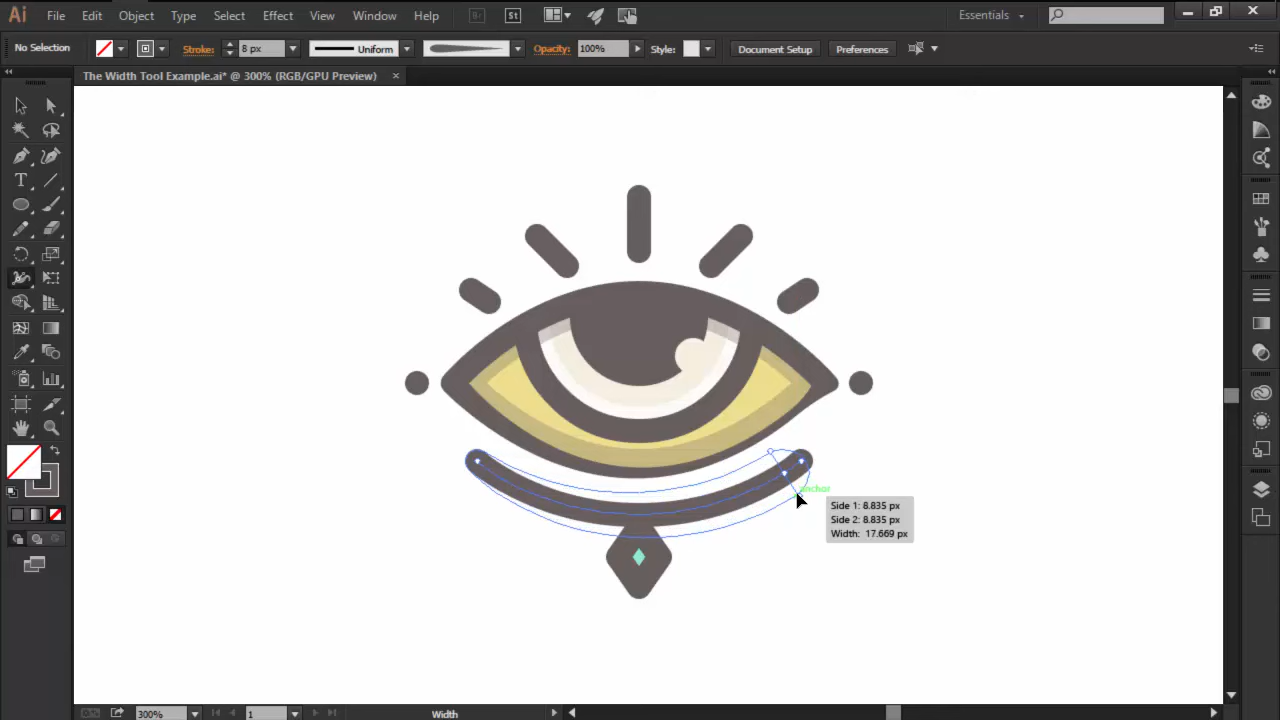 Ai File Edit Object Type Select Effect View Window Help Br St Essentials
No Selection Stroke: 8 px Uniform Opacity: 100% Style: Document Setup Preferences
The Width Tool Example.ai* @ 300% (RGB/GPU Preview)
T
anchor
Side 1: 8.835 px
Side 2: 8.835 px
Width: 17.669 px
300% 1 Width